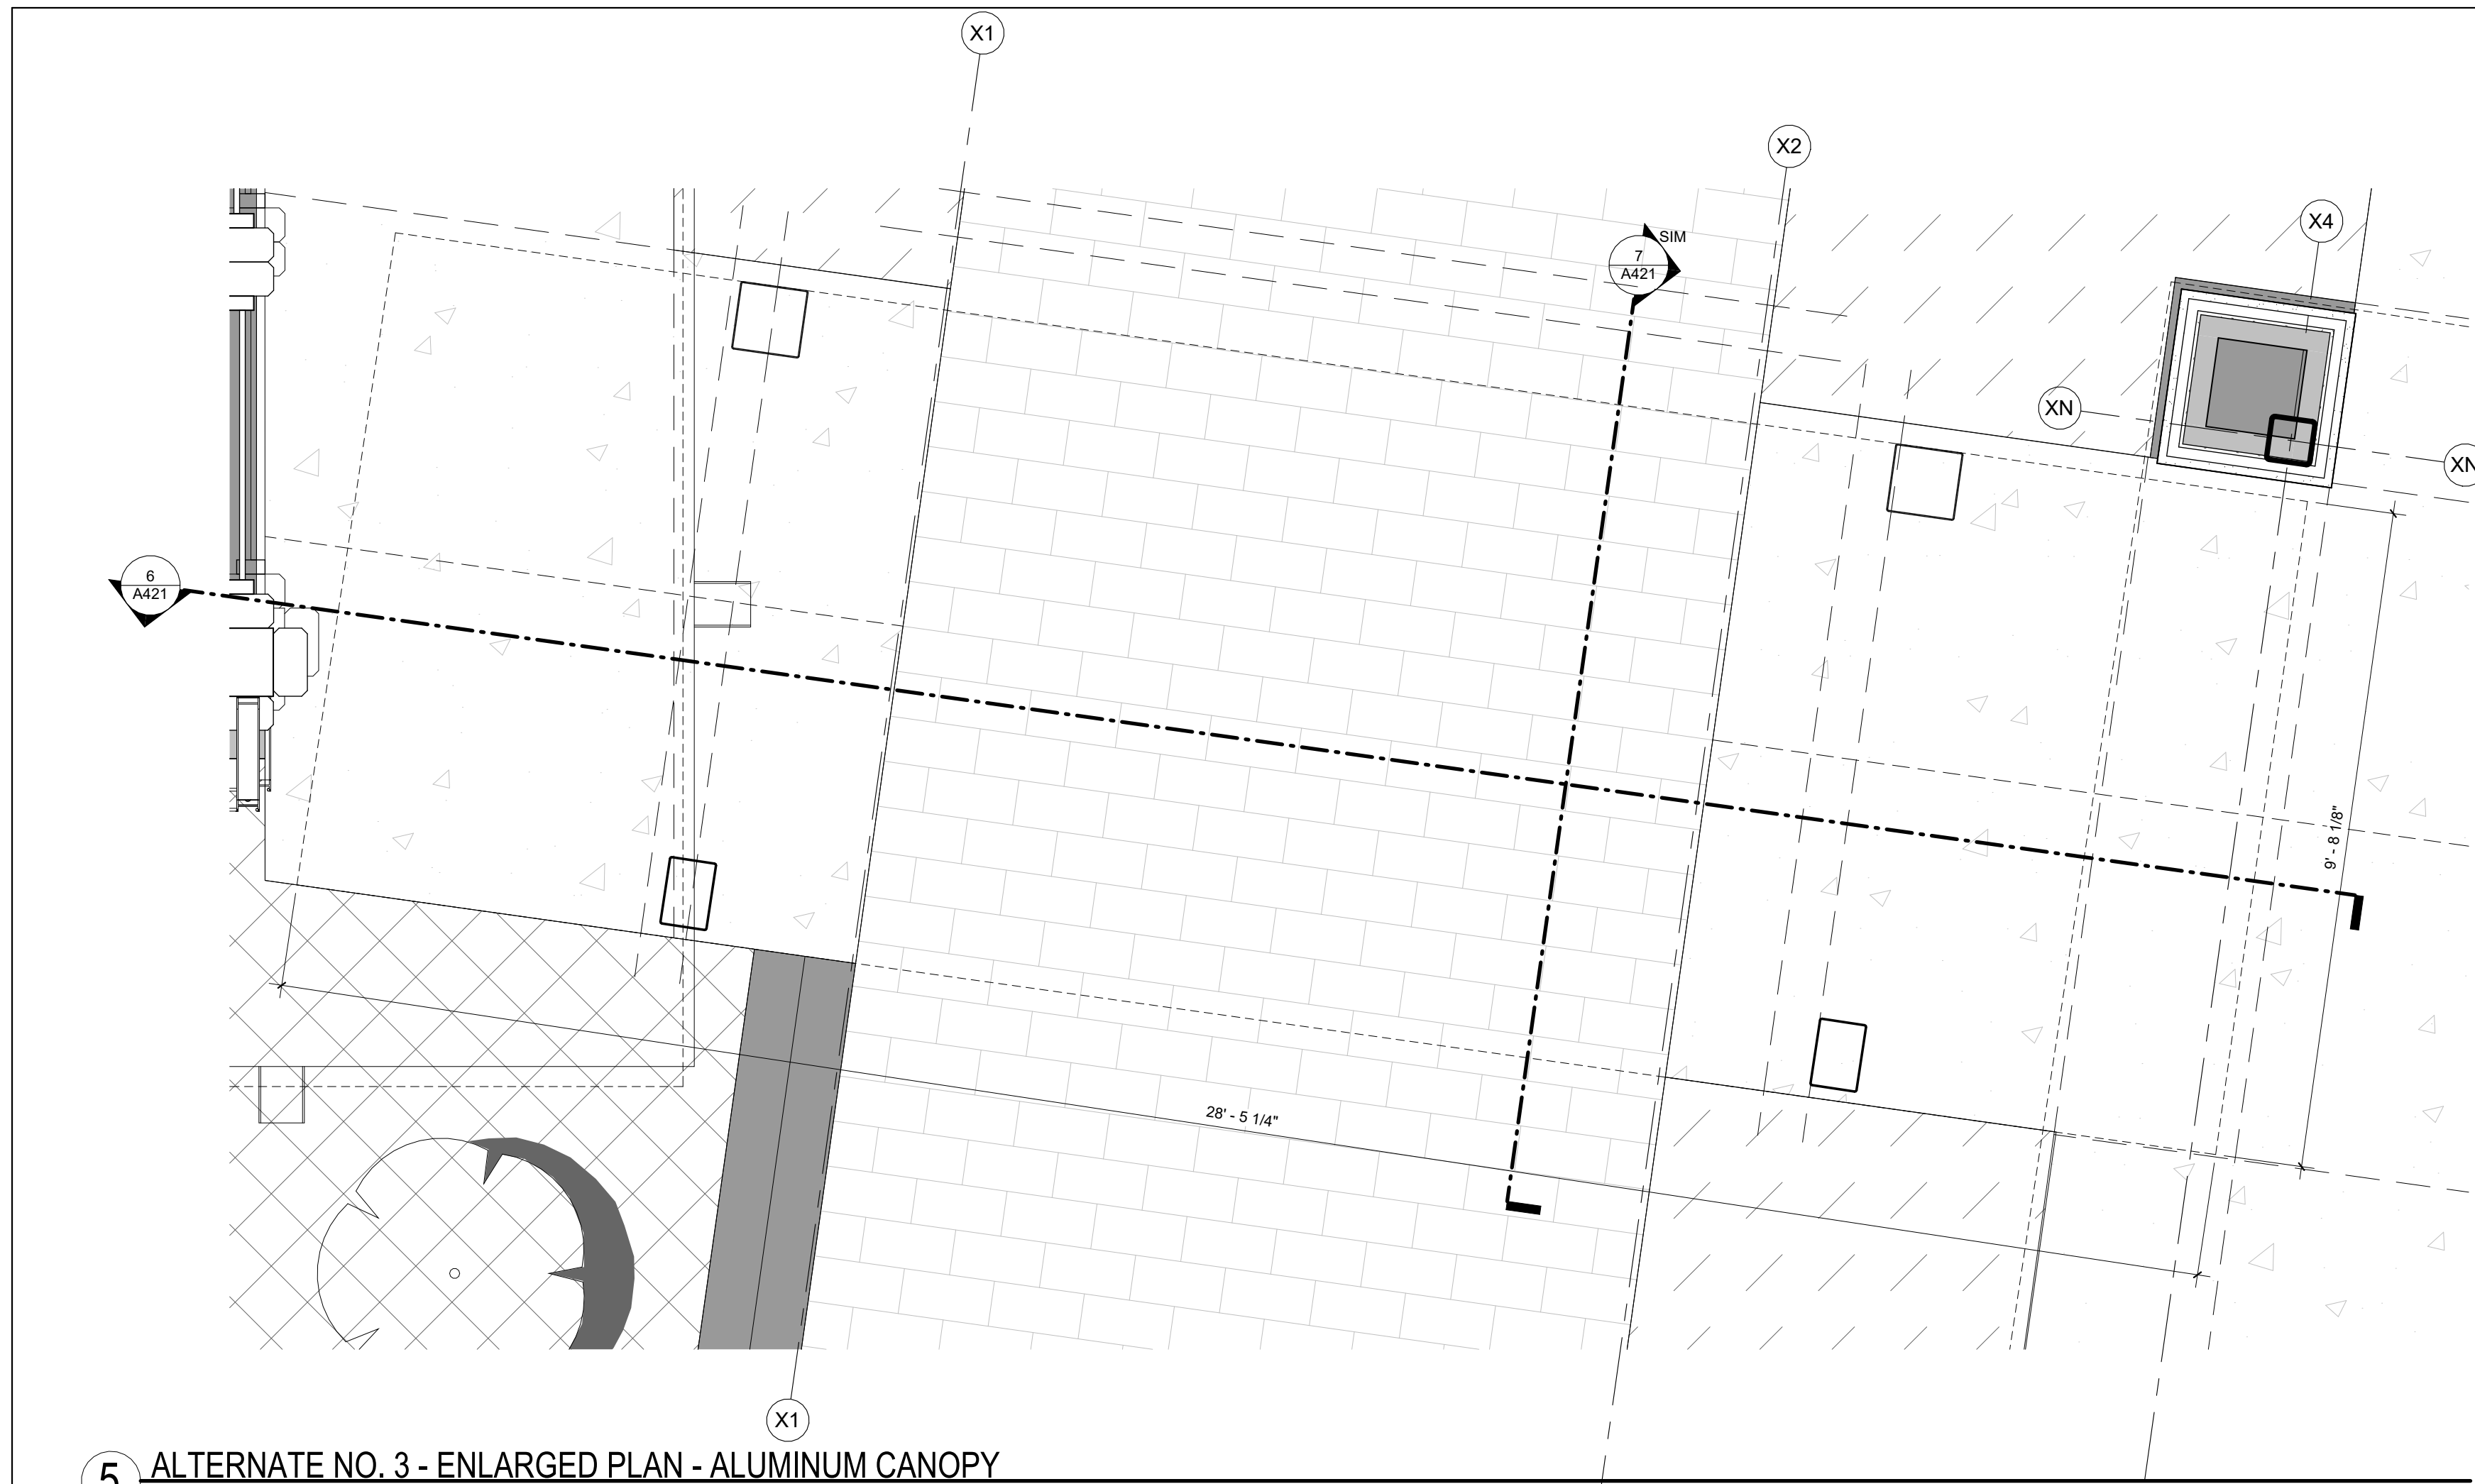 X1
X2
X4
7
A421
SIM
XN
XN
6
A421
9' - 8 1/8"
28' - 5 1/4"
X1
5
ALTERNATE NO. 3 - ENLARGED PLAN - ALUMINUM CANOPY